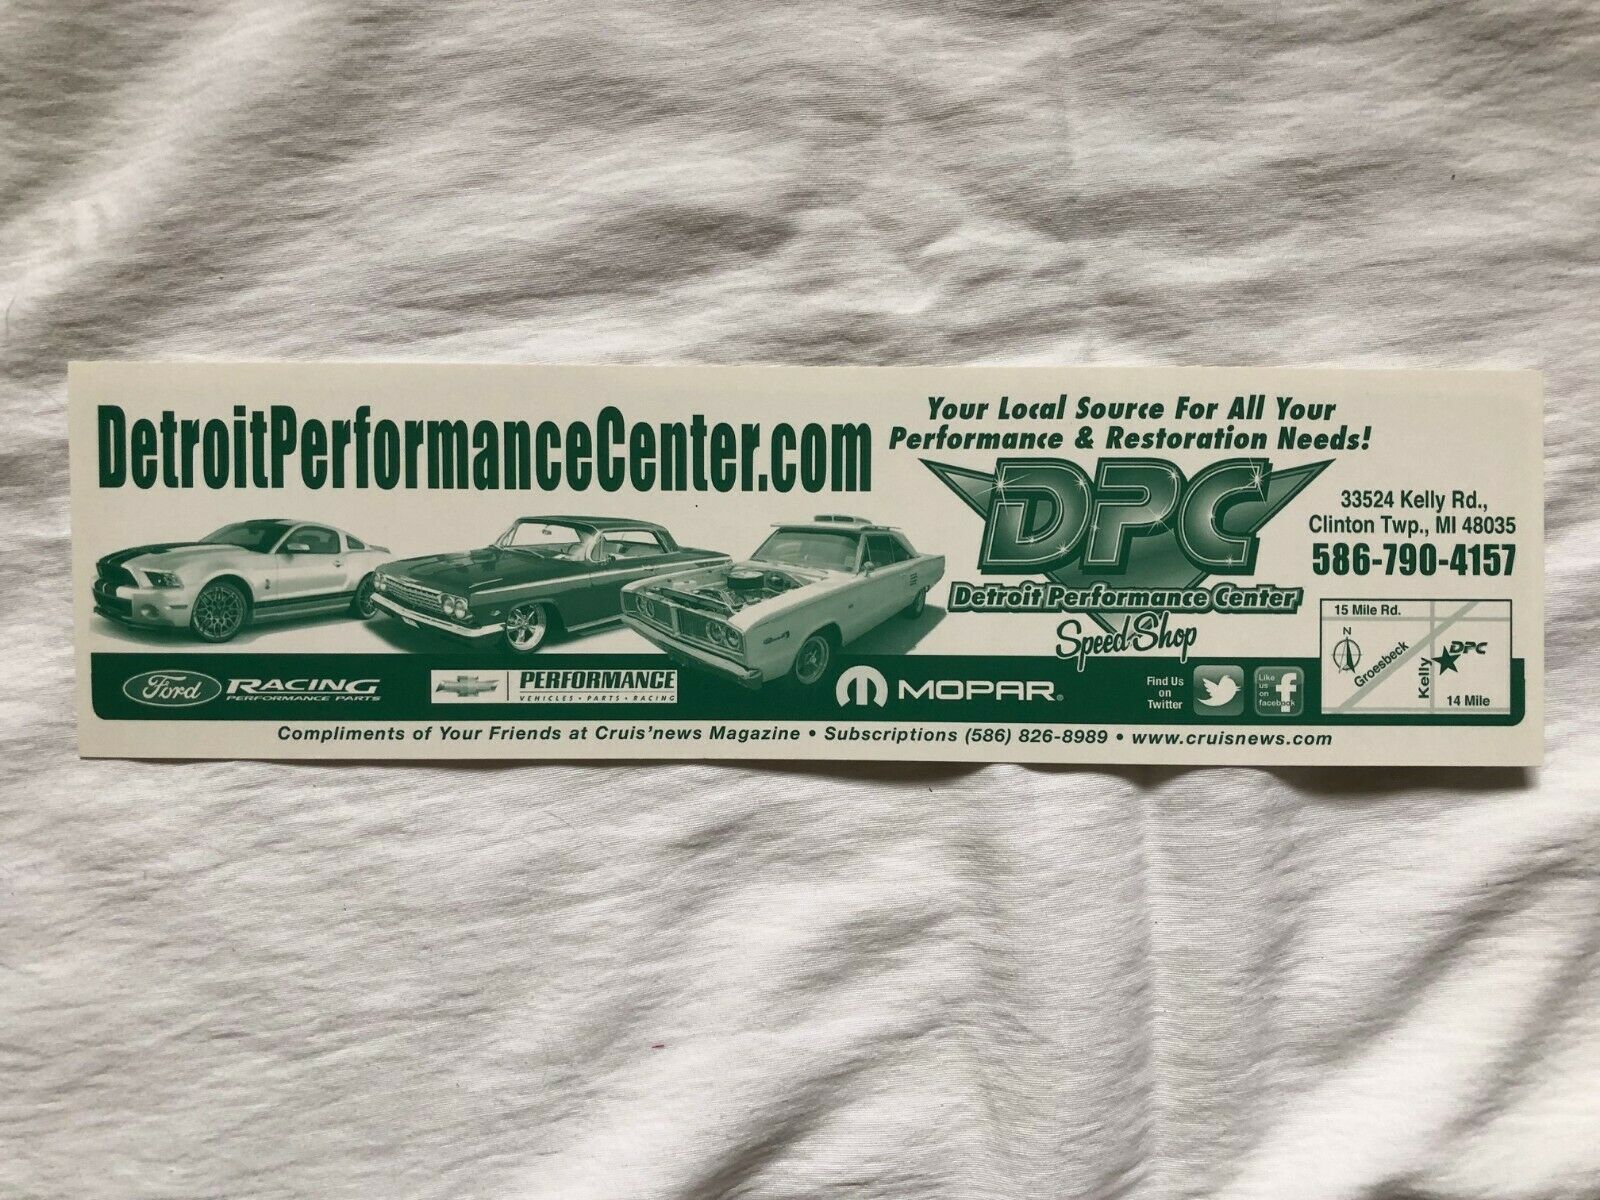 DetroitPerformanceCenter.com
Your Local Source For All Your
Performance & Restoration Needs!
DPC
Detroit Performance Center
Speed Shop
33524 Kelly Rd.,
Clinton Twp., MI 48035
586-790-4157
15 Mile Rd.
N
Groesbeck
Kelly
DPC
14 Mile
Ford RACING
PERFORMANCE PARTS
PERFORMANCE
VEHICLES · PARTS · RACING
MOPAR®
Find Us
on
Twitter
Like
us
on
facebook
Compliments of Your Friends at Cruis'news Magazine • Subscriptions (586) 826-8989 • www.cruisnews.com